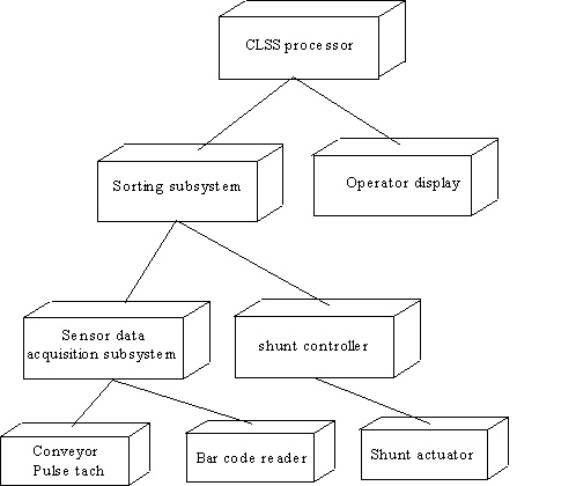 CLSS processor
Sorting subsystem
Operator display
Sensor data
acquisition subsystem
shunt controller
Conveyor
Pulse tach
Bar code reader
Shunt actuator